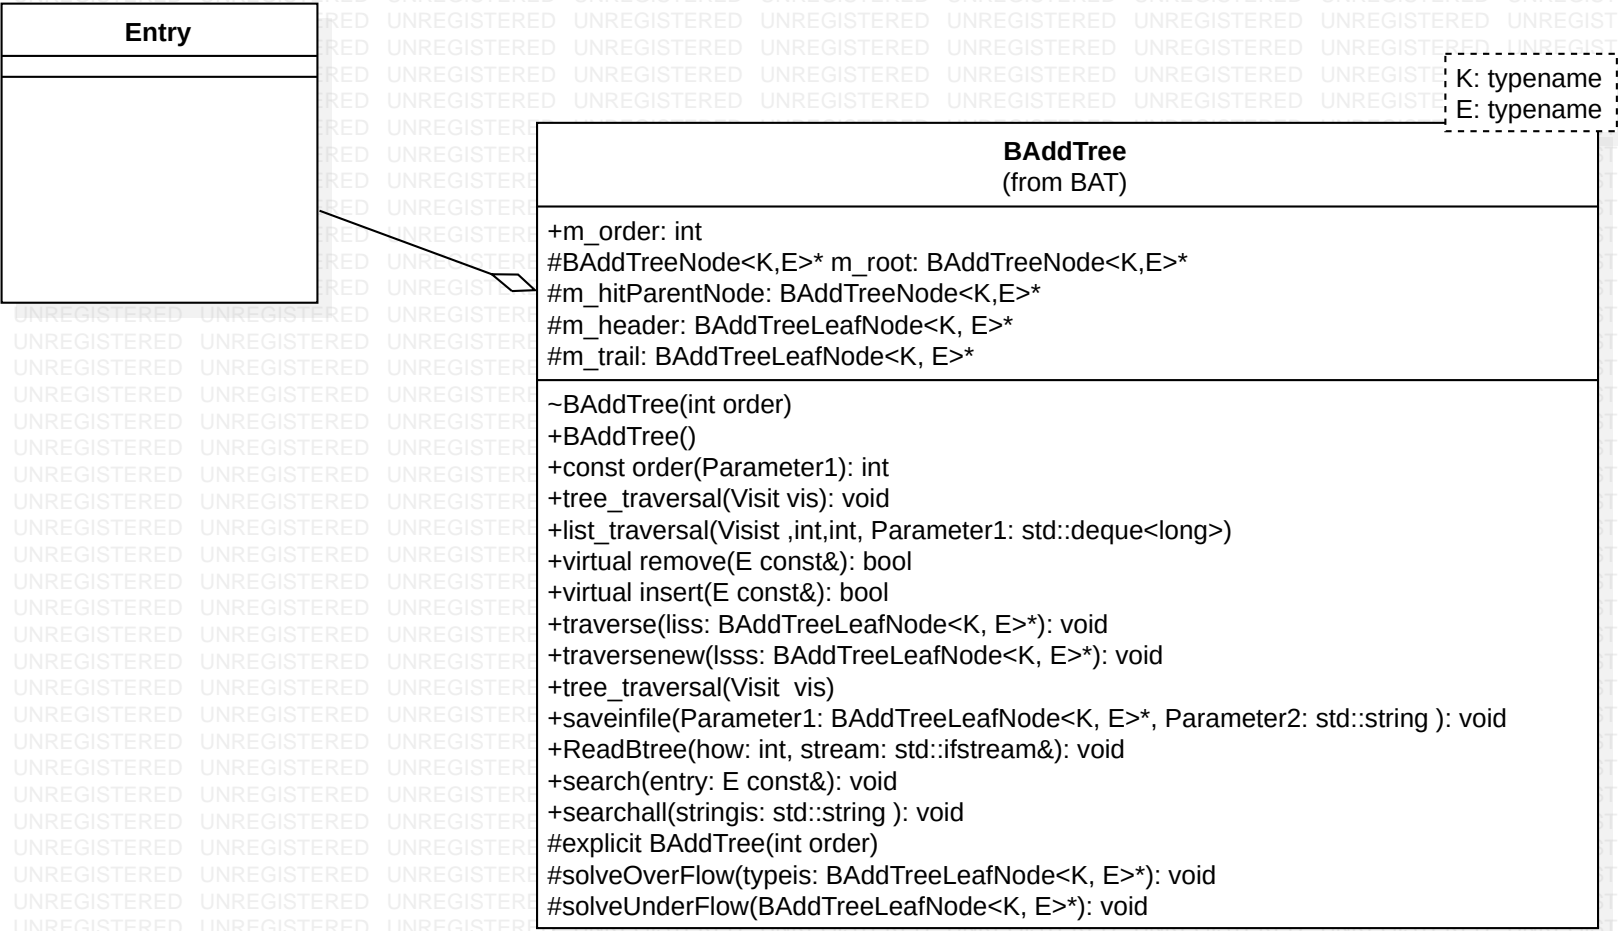 Entry
K: typename
E: typename
BAddTree
(from BAT)
+m_order: int
#BAddTreeNode<K,E>* m_root: BAddTreeNode<K,E>*
#m_hitParentNode: BAddTreeNode<K,E>*
#m_header: BAddTreeLeafNode<K, E>*
#m_trail: BAddTreeLeafNode<K, E>*
~BAddTree(int order)
+BAddTree()
+const order(Parameter1): int
+tree_traversal(Visit vis): void
+list_traversal(Visist ,int,int, Parameter1: std::deque<long>)
+virtual remove(E const&): bool
+virtual insert(E const&): bool
+traverse(liss: BAddTreeLeafNode<K, E>*): void
+traversenew(lsss: BAddTreeLeafNode<K, E>*): void
+tree_traversal(Visit  vis)
+saveinfile(Parameter1: BAddTreeLeafNode<K, E>*, Parameter2: std::string ): void
+ReadBtree(how: int, stream: std::ifstream&): void
+search(entry: E const&): void
+searchall(stringis: std::string ): void
#explicit BAddTree(int order)
#solveOverFlow(typeis: BAddTreeLeafNode<K, E>*): void
#solveUnderFlow(BAddTreeLeafNode<K, E>*): void
UNREGISTERED